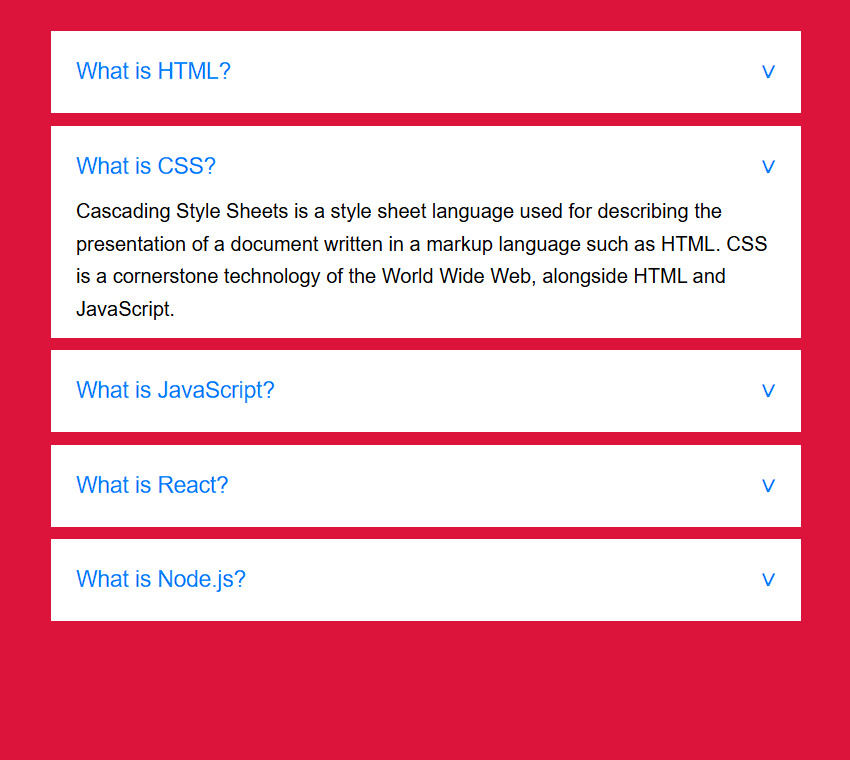 What is HTML? V
What is CSS? V
Cascading Style Sheets is a style sheet language used for describing the
presentation of a document written in a markup language such as HTML. CSS
is a cornerstone technology of the World Wide Web, alongside HTML and
JavaScript.
What is JavaScript? V
What is React? V
What is Node.js? V